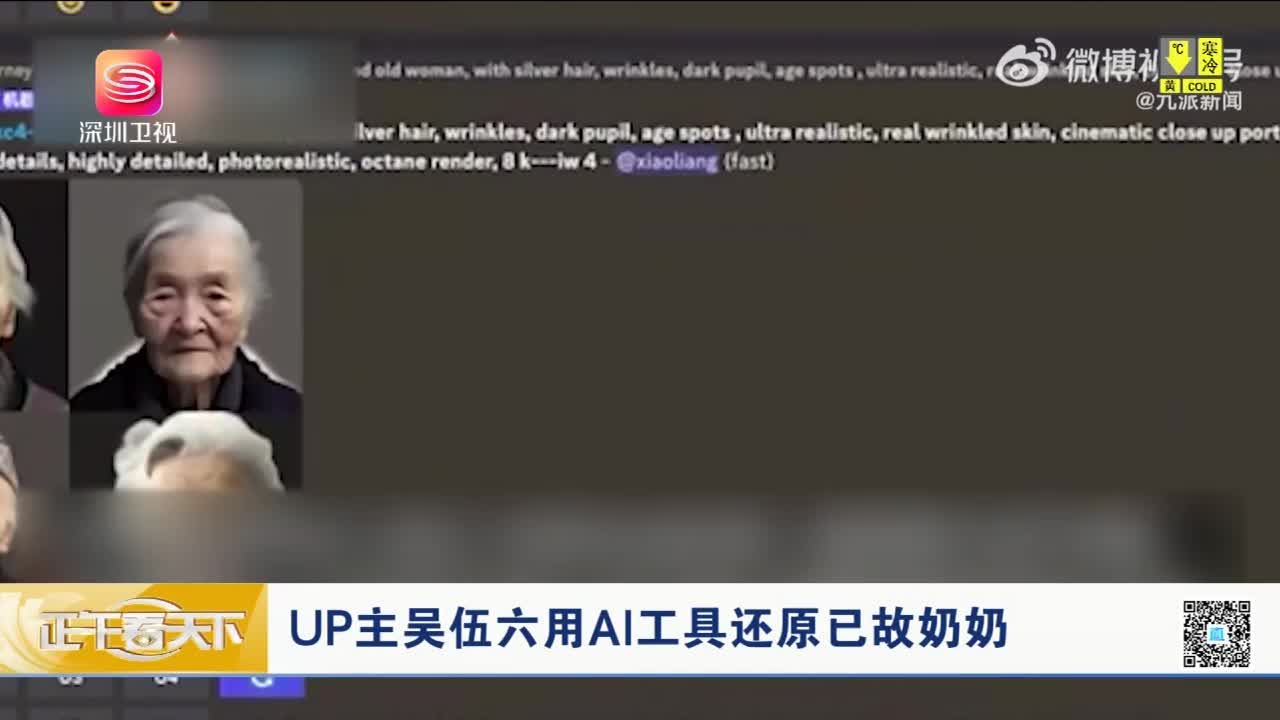 d old woman, with silver hair, wrinkles, dark pupil, age spots , ultra realistic,
微博
℃
寒冷
黄
COLD
@九派新闻
深圳卫视
lver hair, wrinkles, dark pupil, age spots , ultra realistic, real wrinkled skin, cinematic close up port
details, highly detailed, photorealistic, octane render, 8 k---iw 4 - @xiaoliang (fast)
正午看天下
UP主吴伍六用AI工具还原已故奶奶